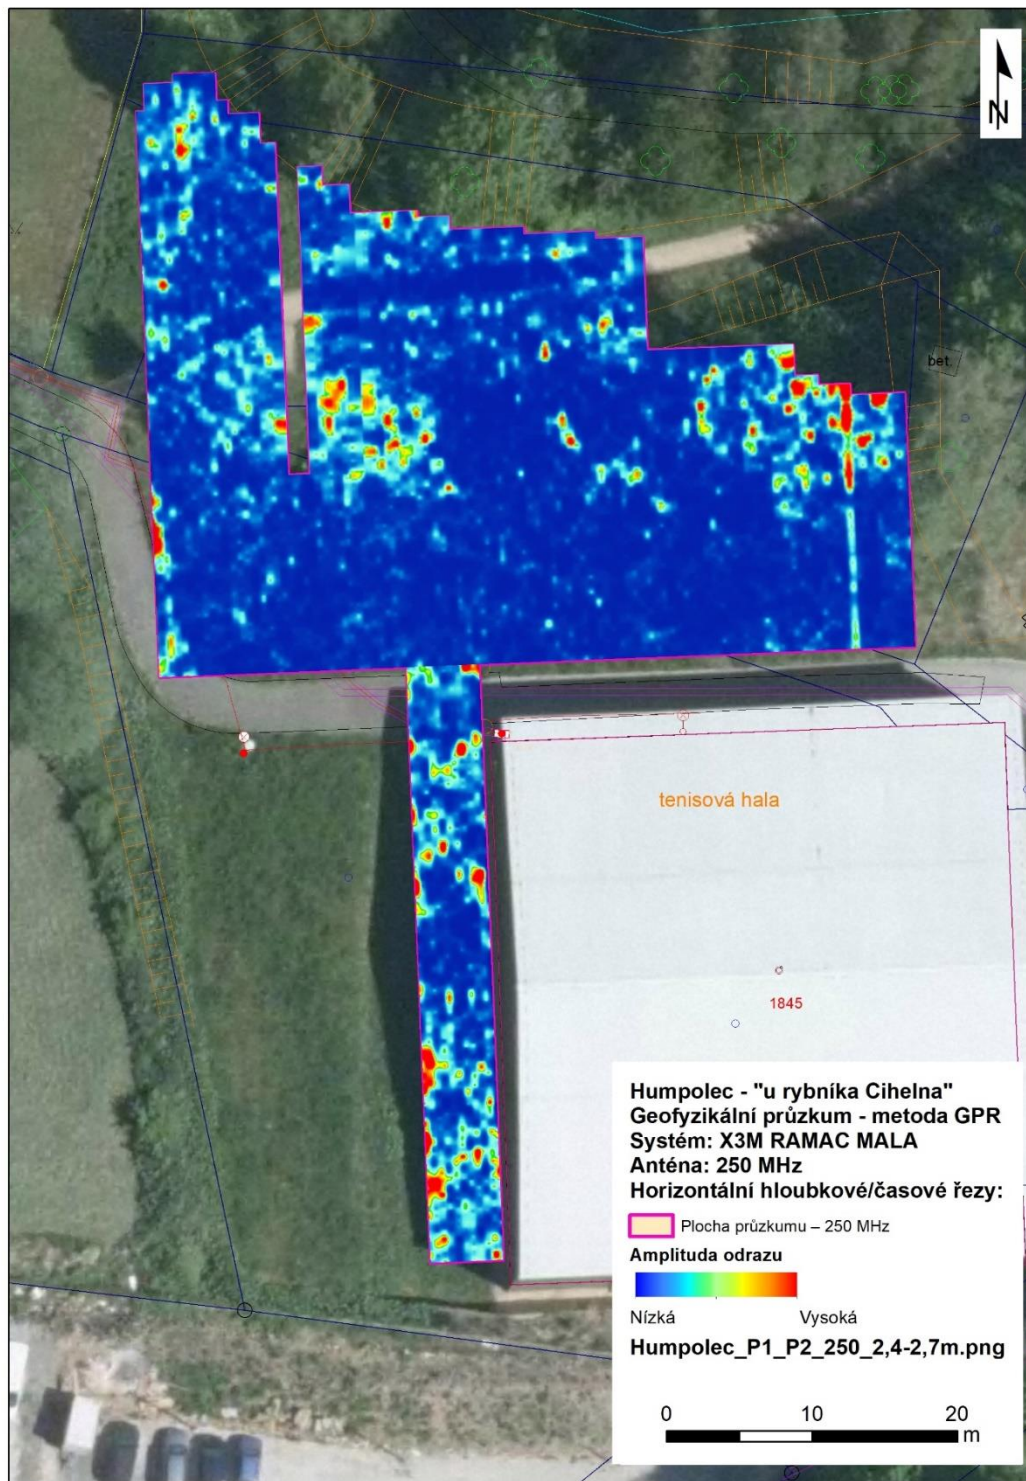 N
bet.
tenisová hala
1845
Humpolec - "u rybníka Cihelna"
Geofyzikální průzkum - metoda GPR
Systém: X3M RAMAC MALA
Anténa: 250 MHz
Horizontální hloubkové/časové řezy:
Plocha průzkumu – 250 MHz
Amplituda odrazu
Nízká Vysoká
Humpolec_P1_P2_250_2,4-2,7m.png
0 10 20
m